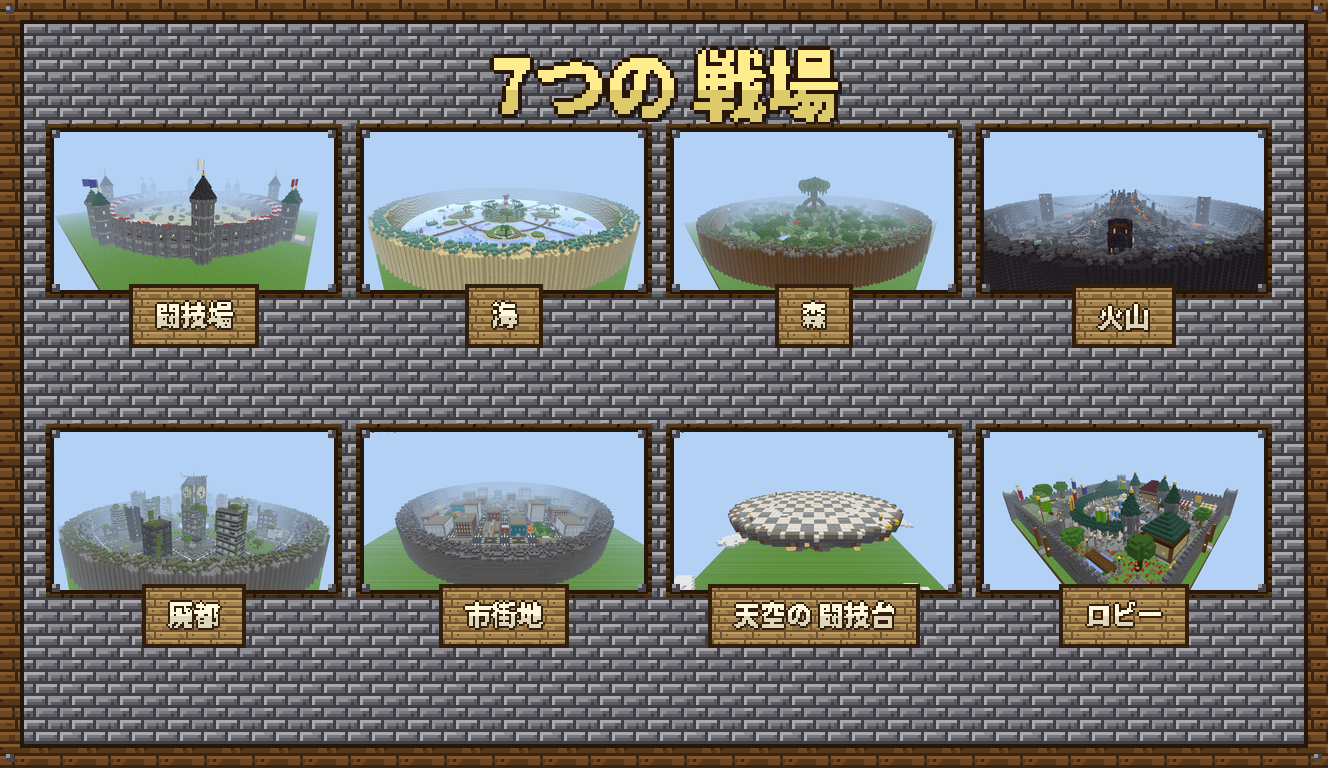 7つの 戦場
闘技場
海
森
火山
廃都
市街地
天空の 闘技台
ロビー